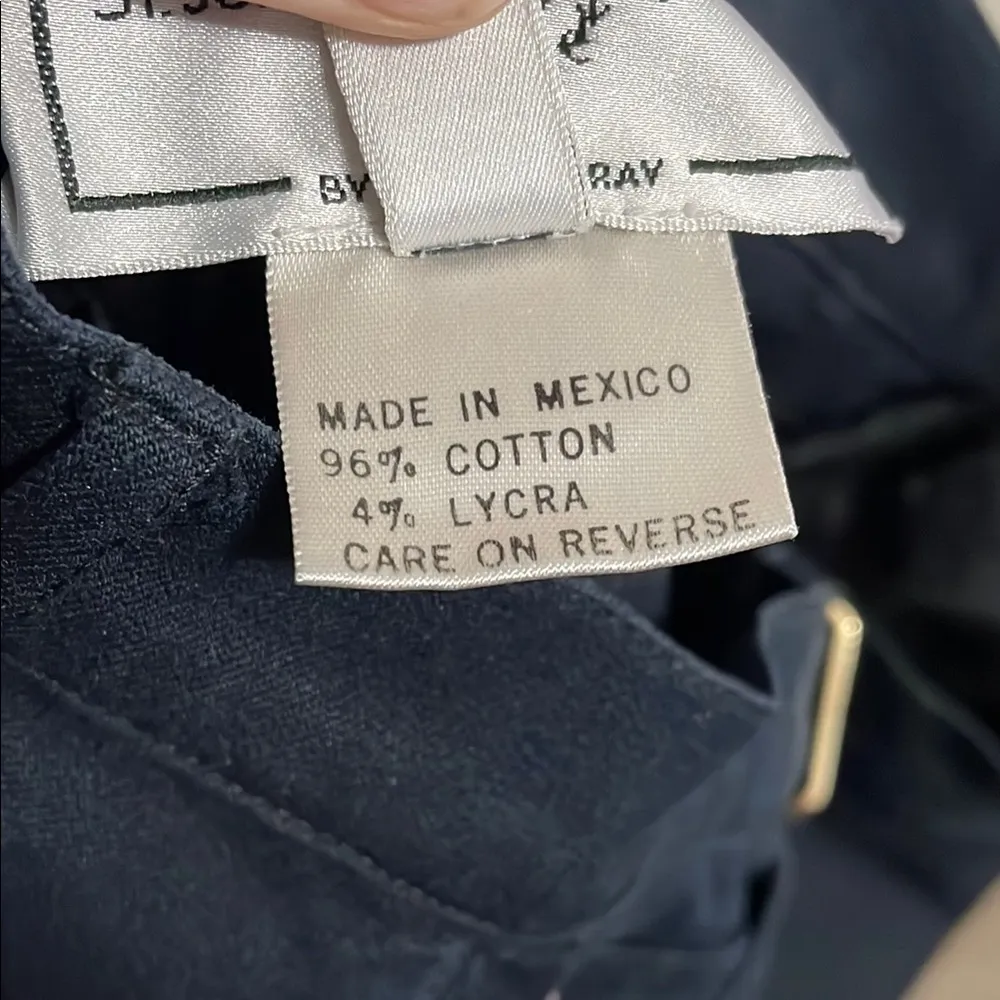 BY RAY
MADE IN MEXICO
96% COTTON
4% LYCRA
CARE ON REVERSE